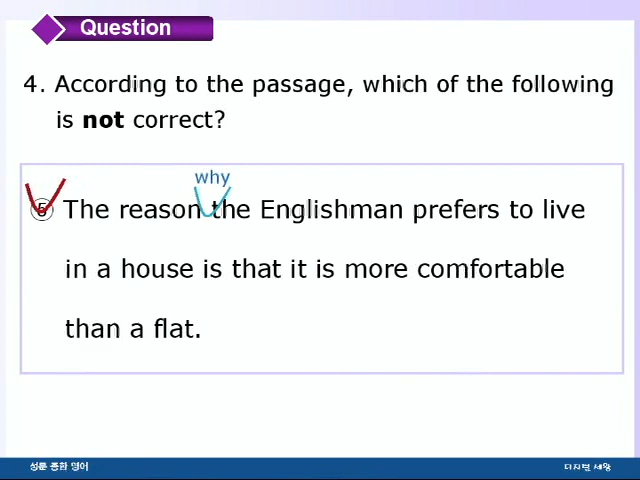 Question
4. According to the passage, which of the following
is not correct?
why
⑤ The reason the Englishman prefers to live
in a house is that it is more comfortable
than a flat.
성문 종합 영어
디지털 세왕